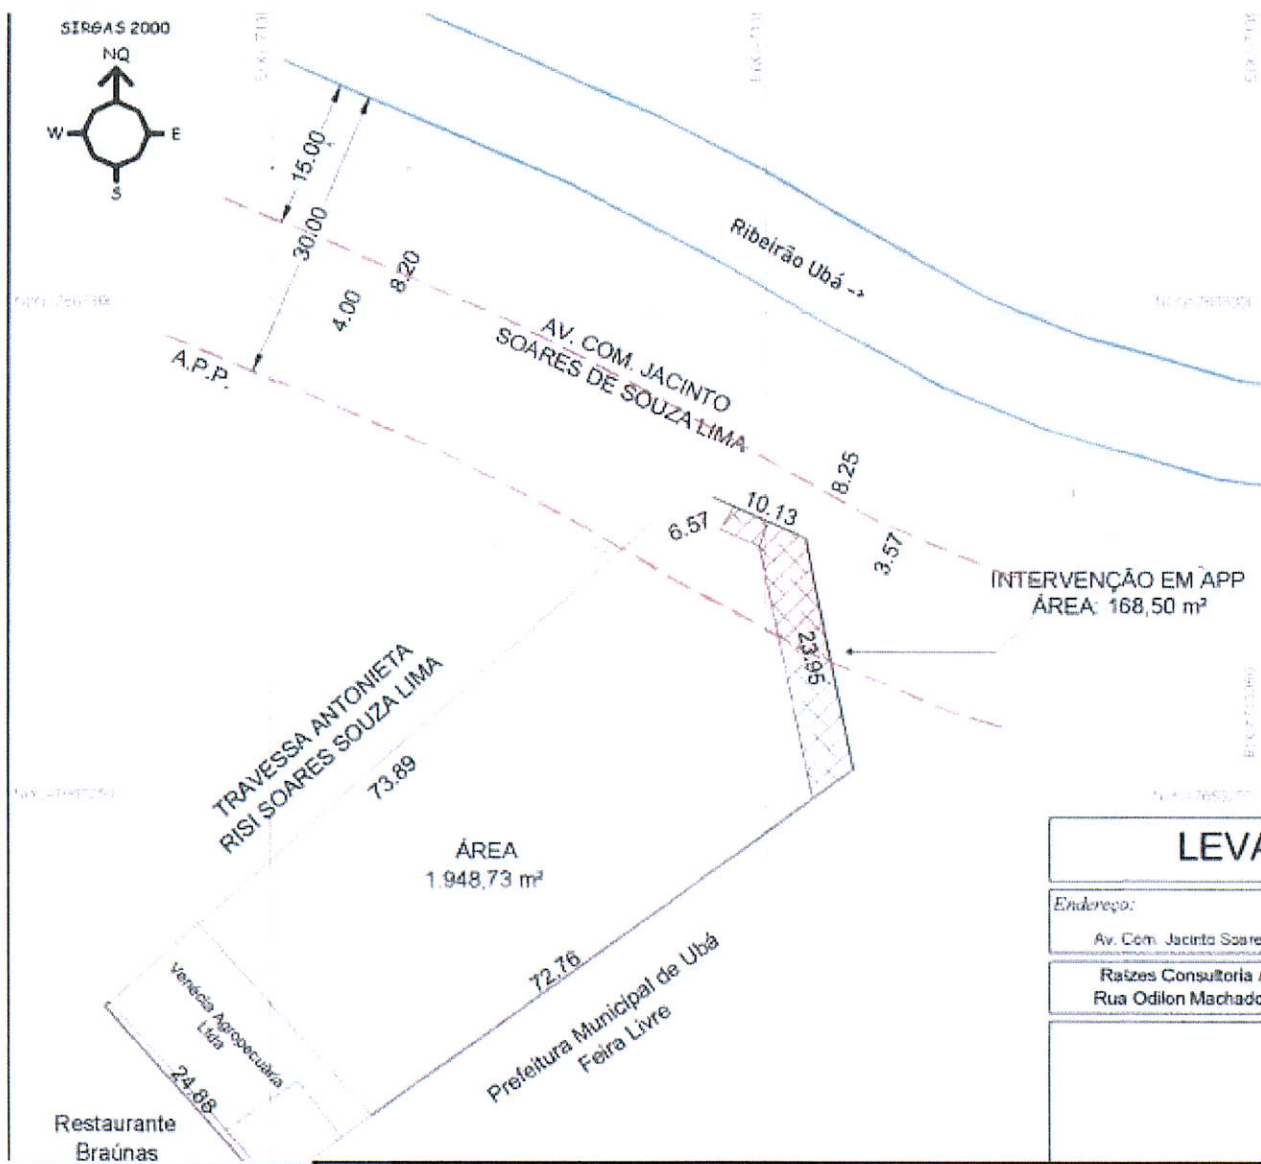 SIRGAS 2000
NQ
W
E
S
15.00
30.00
8.20
4.00
A.P.P.
Ribeirão Ubá ->
AV. COM. JACINTO
SOARES DE SOUZA LIMA
8.25
10.13
6.57
3.57
INTERVENÇÃO EM APP
ÁREA: 168,50 m²
23.95
TRAVESSA ANTONIETA
RISI SOARES SOUZA LIMA
73.89
ÁREA
1.948,73 m²
72.76
Prefeitura Municipal de Ubá
Feira Livre
Venécia Agropecuária
Ltda
24.88
Restaurante
Braúnas
LEVA
Endereço:
Av. Com. Jacinto Soare
Raízes Consultoria
Rua Odilon Machado